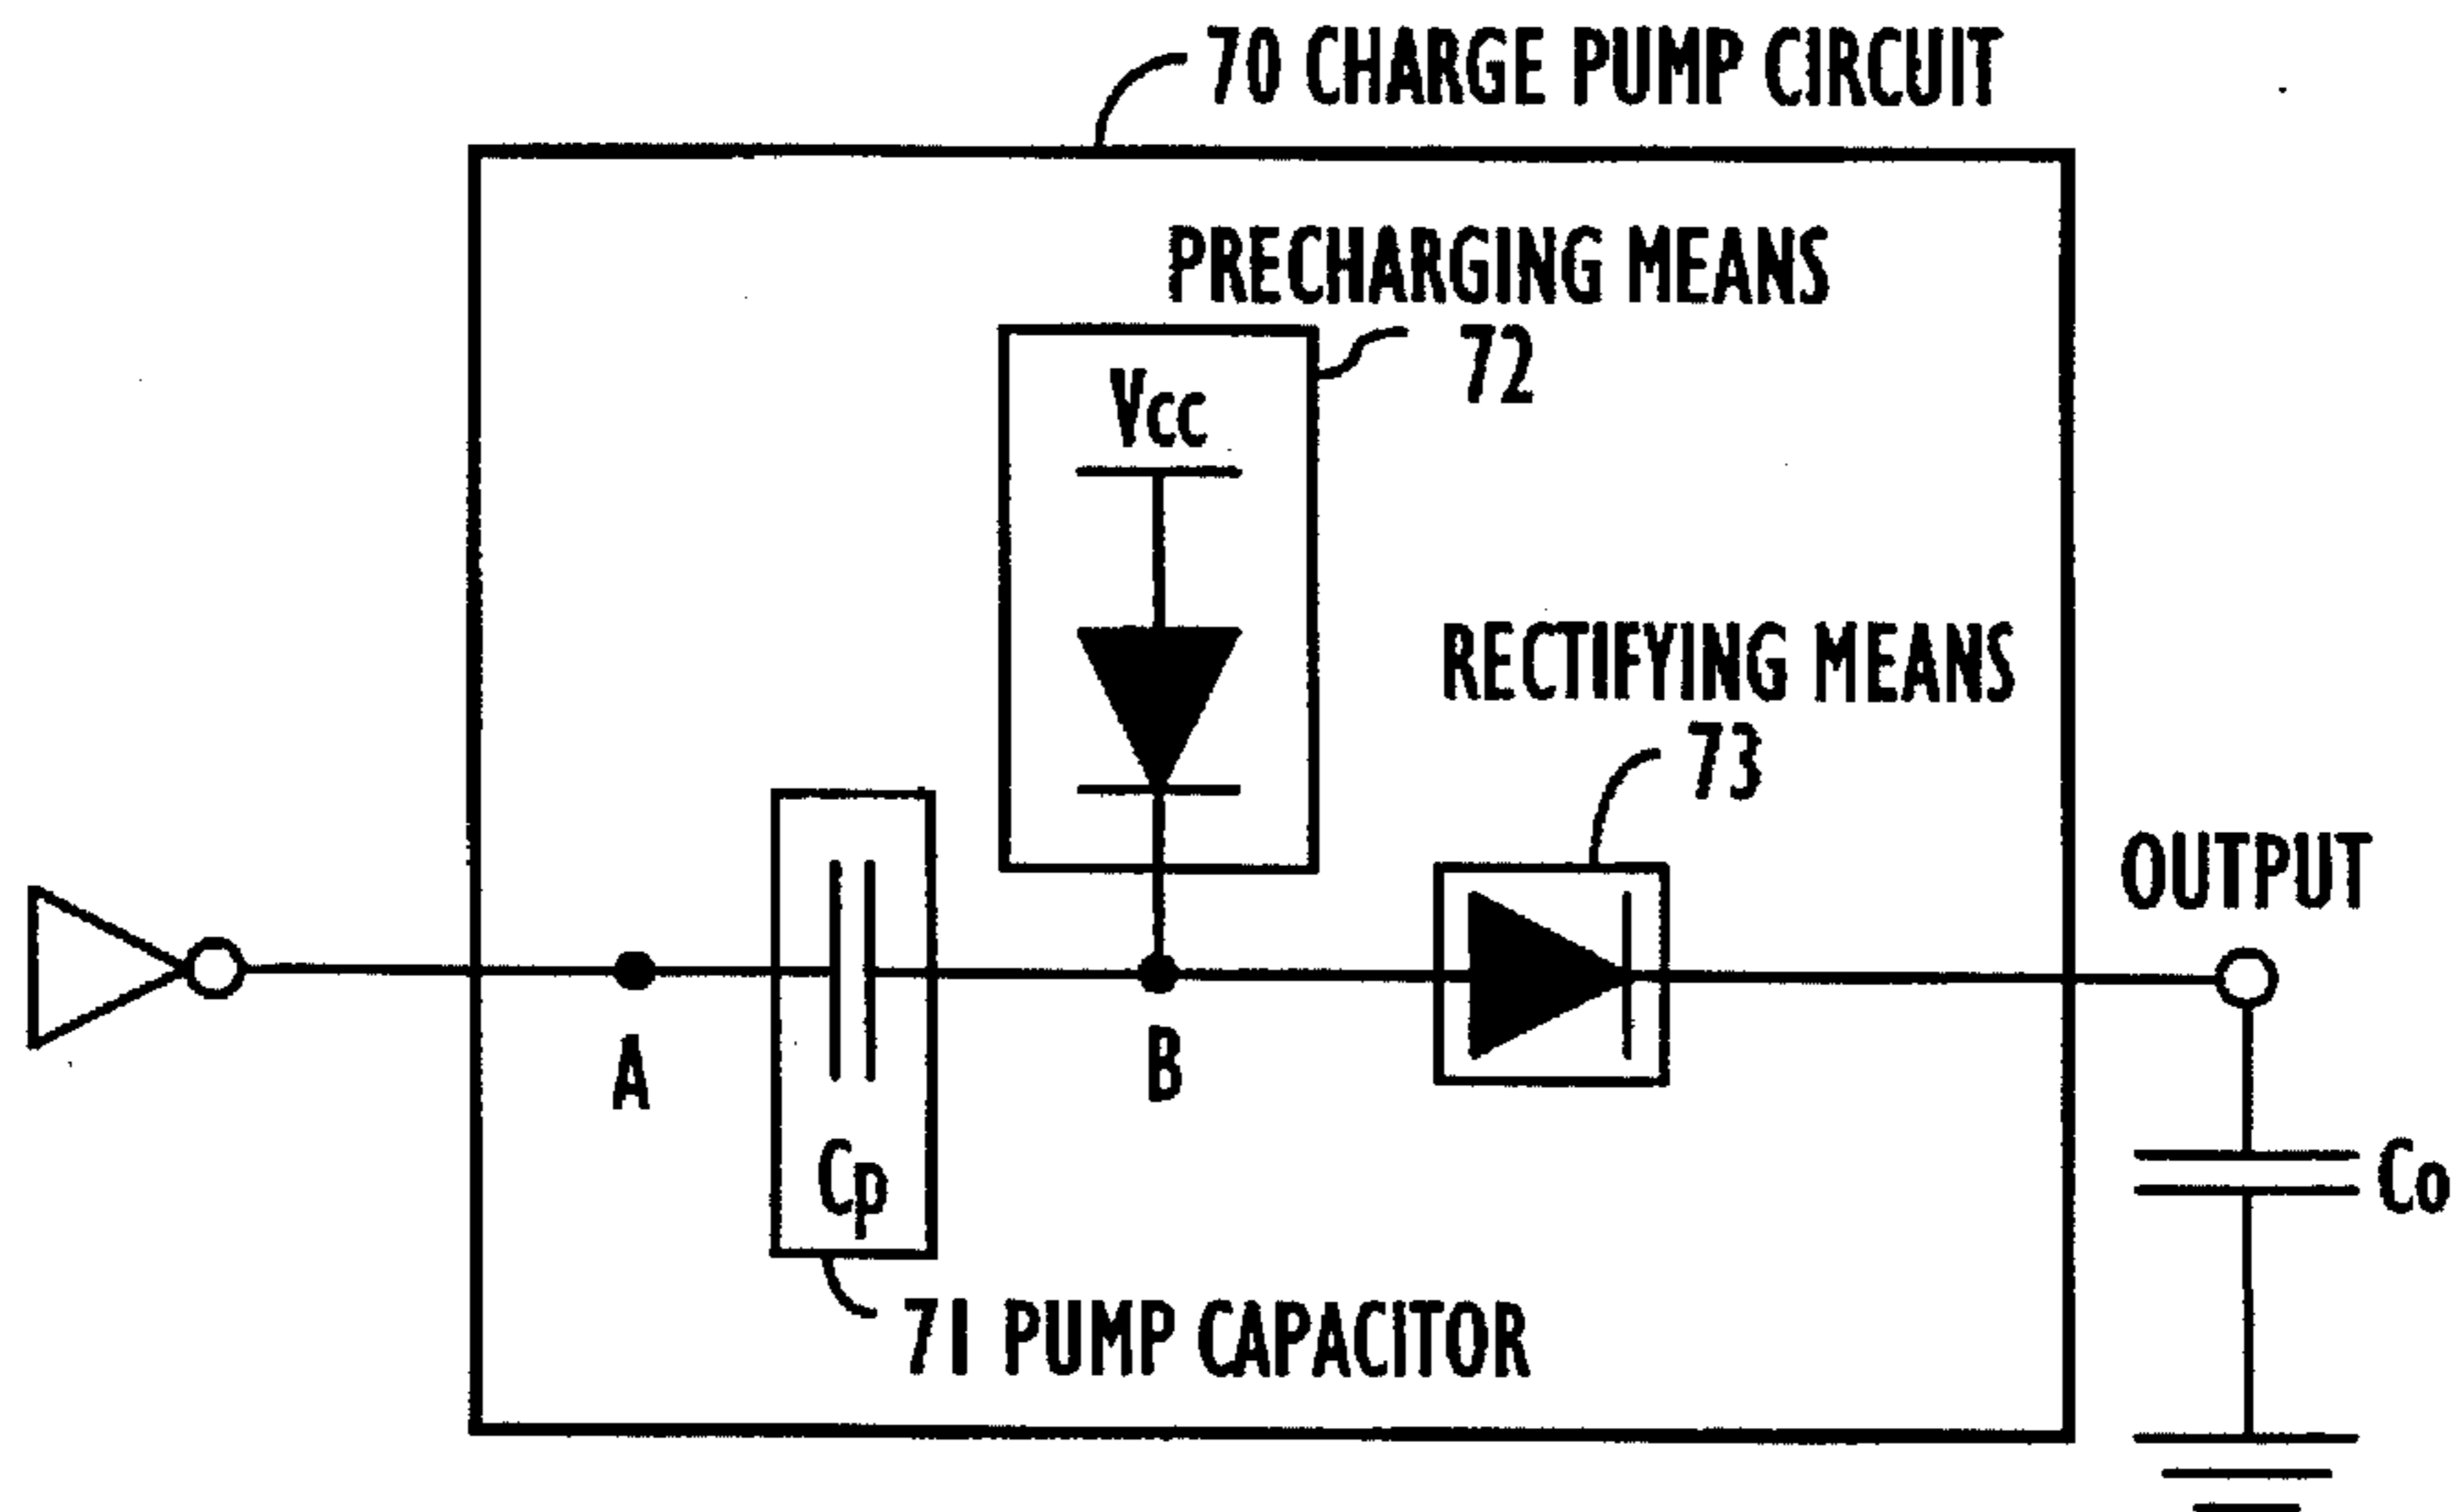 70 CHARGE PUMP CIRCUIT
PRECHARGING MEANS
72
Vcc
RECTIFYING MEANS
73
OUTPUT
A
B
Cp
Co
71 PUMP CAPACITOR